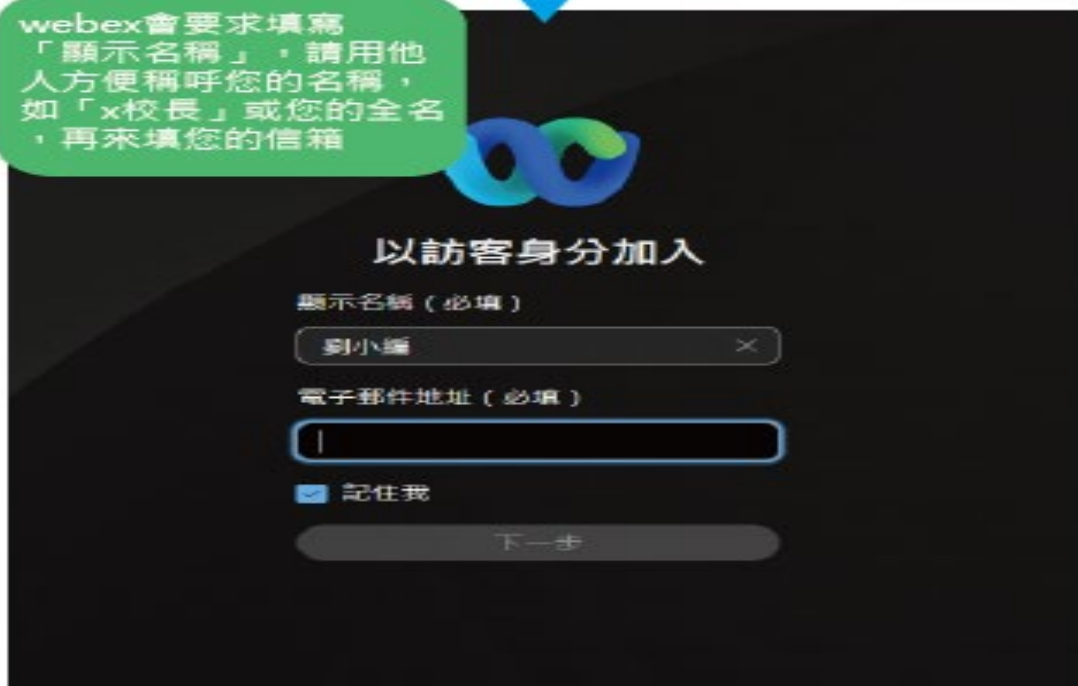 webex會要求填寫
「顯示名稱」，請用他
人方便稱呼您的名稱，
如「x校長」或您的全名
，再來填您的信箱
以訪客身分加入
顯示名稱（必填）
劉小編
電子郵件地址（必填）
記住我
下一步